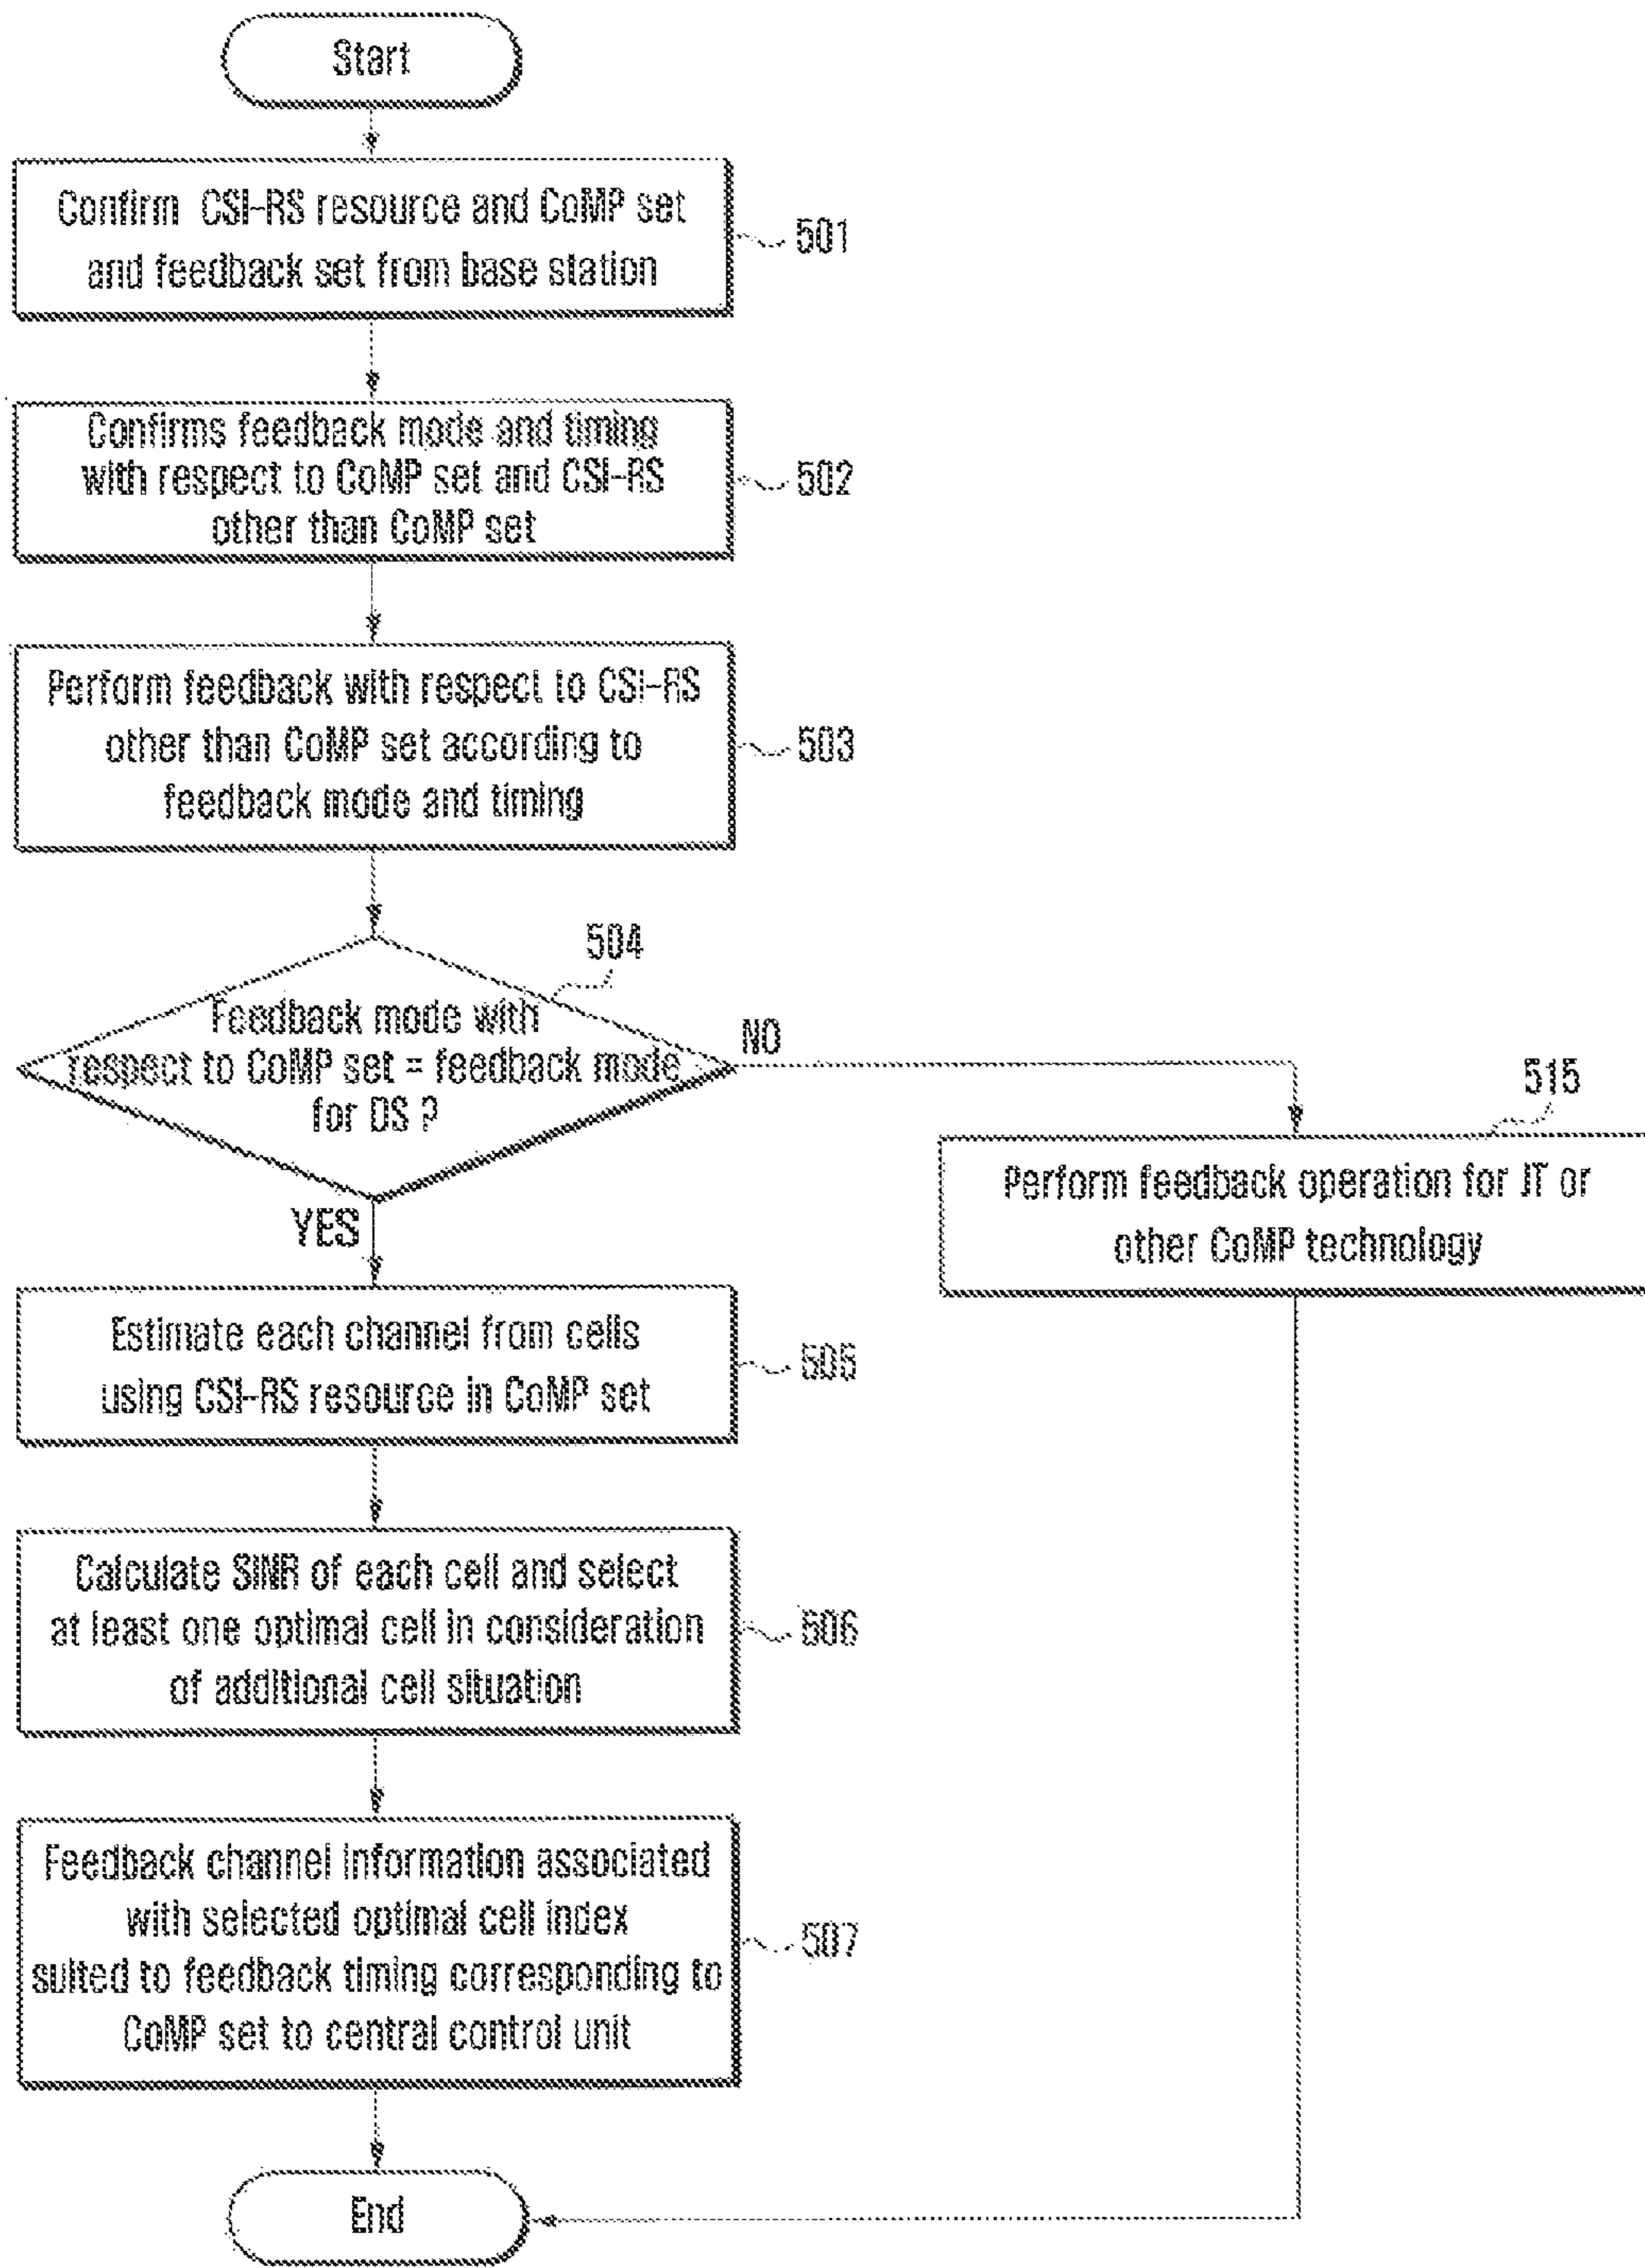 Start
Confirm CSI-RS resource and CoMP set
and feedback set from base station
501
Confirms feedback mode and timing
with respect to CoMP set and CSI-RS
other than CoMP set
502
Perform feedback with respect to CSI-RS
other than CoMP set according to
feedback mode and timing
503
504
Feedback mode with
respect to CoMP set = feedback mode
for DS ?
NO
YES
515
Perform feedback operation for JT or
other CoMP technology
Estimate each channel from cells
using CSI-RS resource in CoMP set
505
Calculate SINR of each cell and select
at least one optimal cell in consideration
of additional cell situation
506
Feedback channel information associated
with selected optimal cell index
suited to feedback timing corresponding to
CoMP set to central control unit
507
End